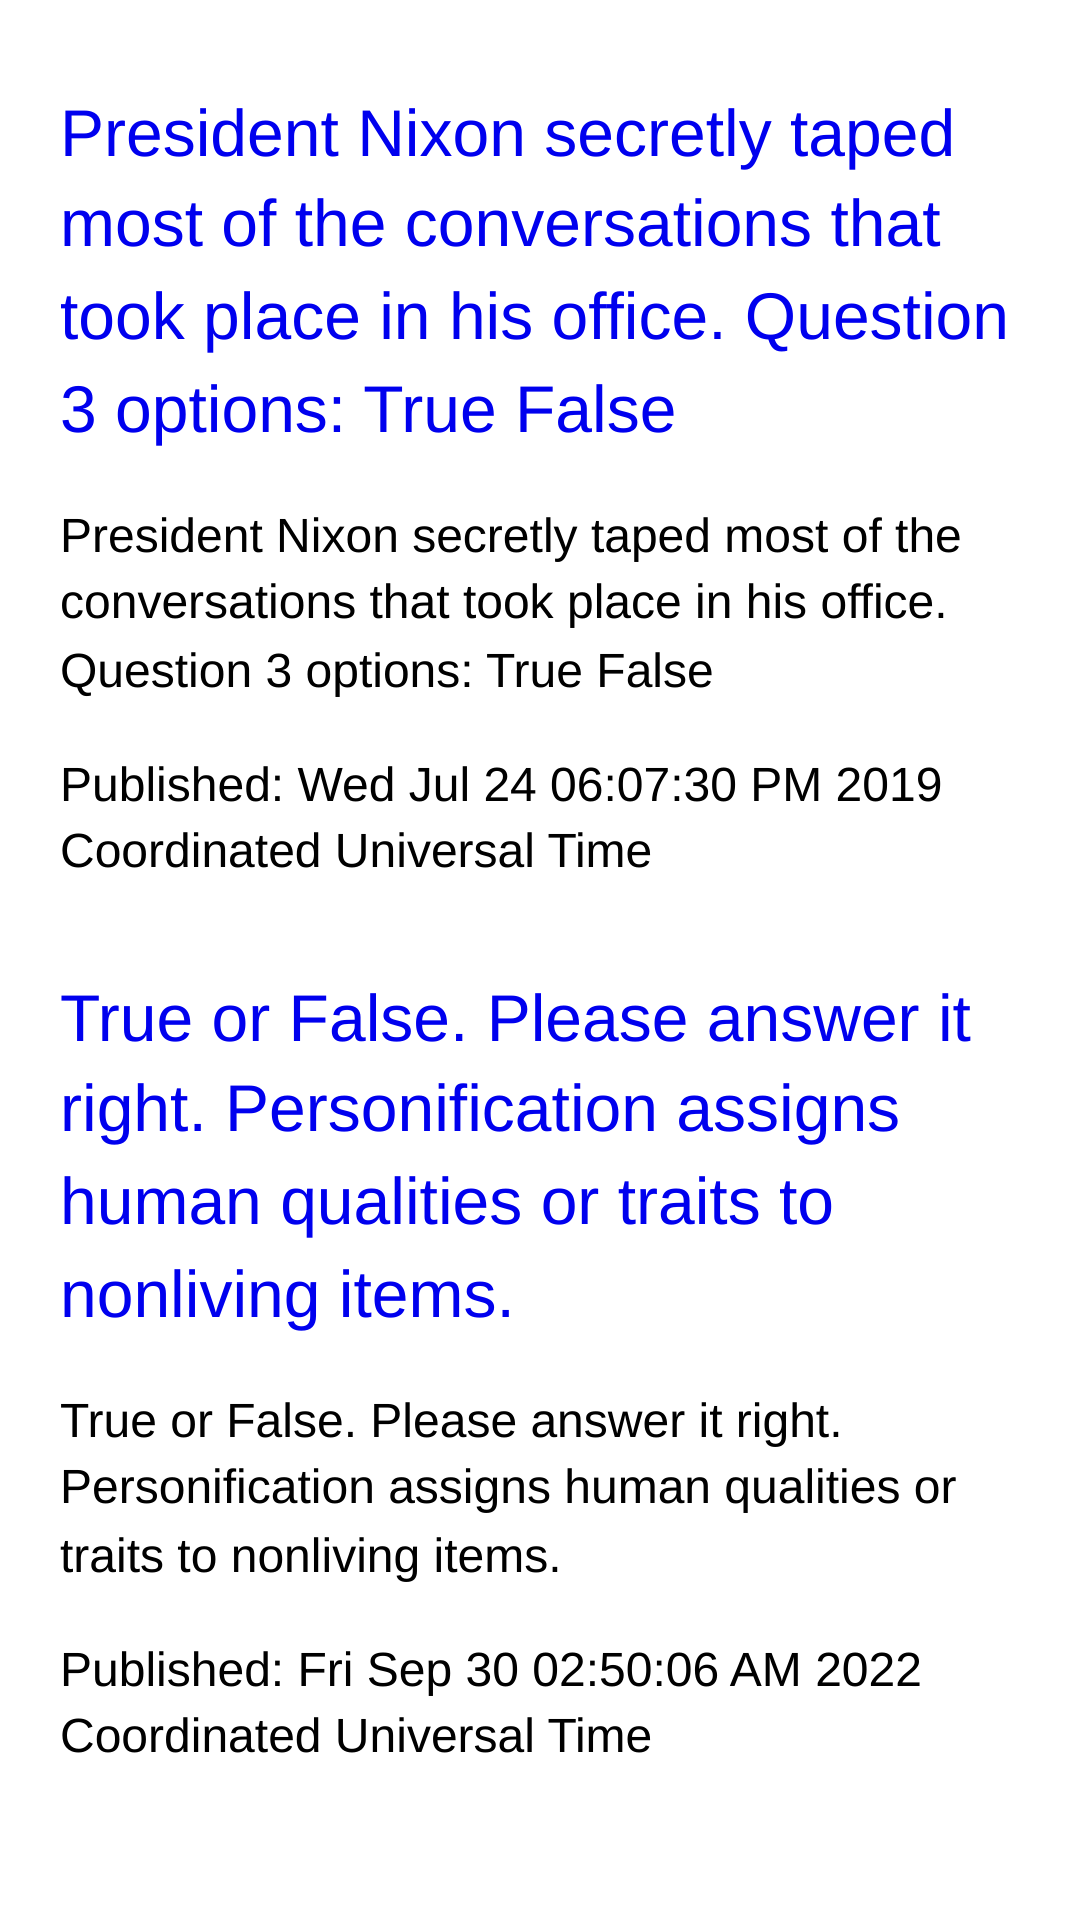 President Nixon secretly taped
most of the conversations that
took place in his office. Question
3 options: True False
President Nixon secretly taped most of the
conversations that took place in his office.
Question 3 options: True False
Published: Wed Jul 24 06:07:30 PM 2019
Coordinated Universal Time
True or False. Please answer it
right. Personification assigns
human qualities or traits to
nonliving items.
True or False. Please answer it right.
Personification assigns human qualities or
traits to nonliving items.
Published: Fri Sep 30 02:50:06 AM 2022
Coordinated Universal Time